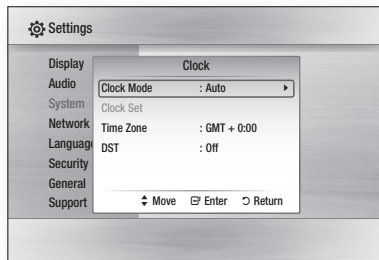 Settings
Display
Audio
System
Network
Language
Security
General
Support
Clock
Clock Mode : Auto
Clock Set
Time Zone : GMT + 0:00
DST : Off
Move Enter Return